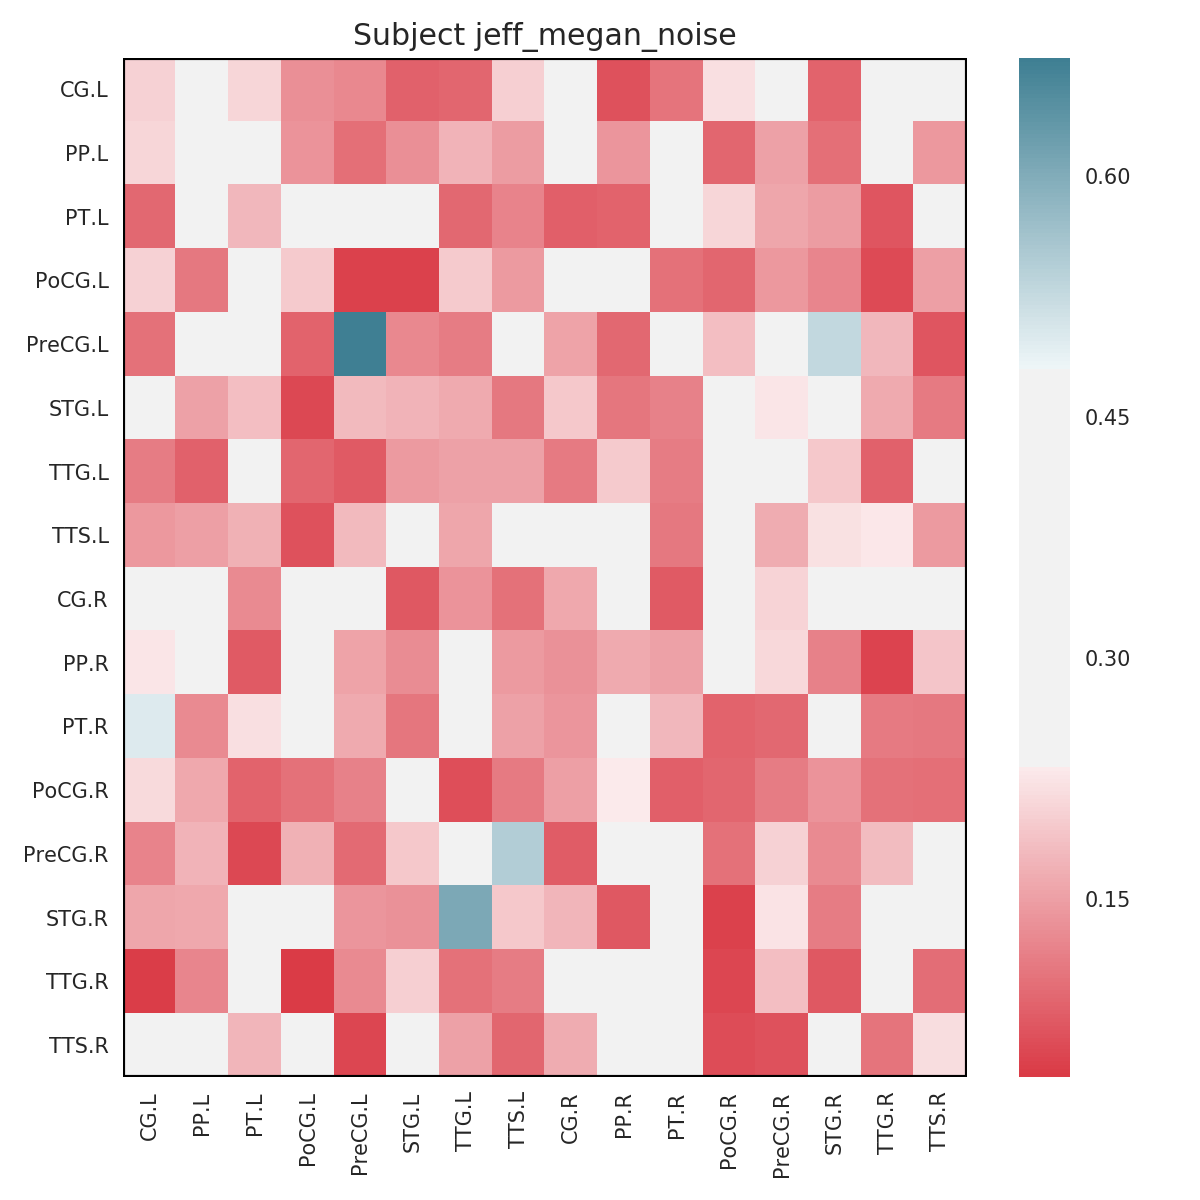 Subject jeff_megan_noise
CG.L
PP.L
PT.L
PoCG.L
PreCG.L
STG.L
TTG.L
TTS.L
CG.R
PP.R
PT.R
PoCG.R
PreCG.R
STG.R
TTG.R
TTS.R
CG.L
PP.L
PT.L
PoCG.L
PreCG.L
STG.L
TTG.L
TTS.L
CG.R
PP.R
PT.R
PoCG.R
PreCG.R
STG.R
TTG.R
TTS.R
0.60
0.45
0.30
0.15